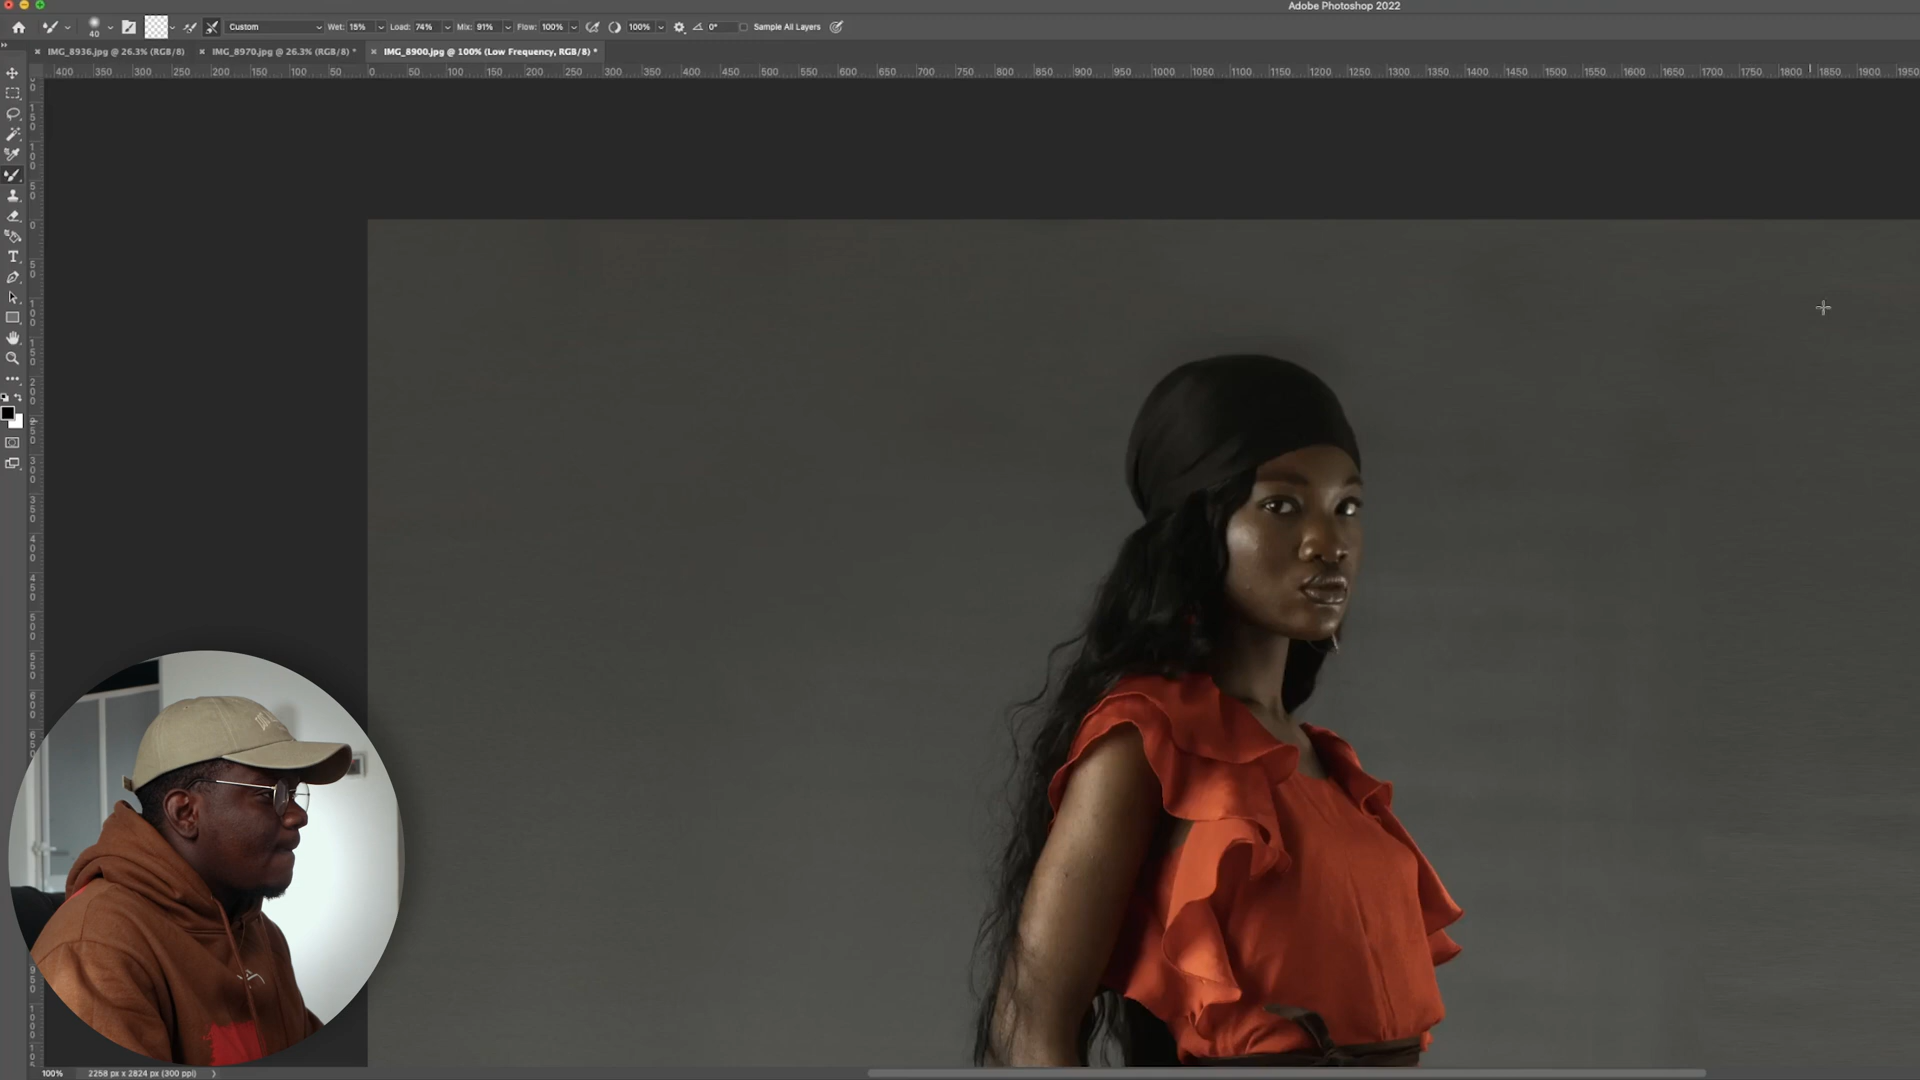 Adobe Photoshop 2022
40 Custom Wet: 15% Load: 74% Mix: 91% Flow: 100% 100% 0° Sample All Layers
IMG_8936.jpg @ 26.3% (RGB/8) IMG_8970.jpg @ 26.3% (RGB/8) * IMG_8900.jpg @ 100% (Low Frequency, RGB/8) *
400 350 300 250 200 150 100 50 0 50 100 150 200 250 300 350 400 450 500 550 600 650 700 750 800 850 900 950 1000 1050 1100 1150 1200 1250 1300 1350 1400 1450 1500 1550 1600 1650 1700 1750 1800 1850 1900 1950
100% 2258 px x 2824 px (300 ppi)